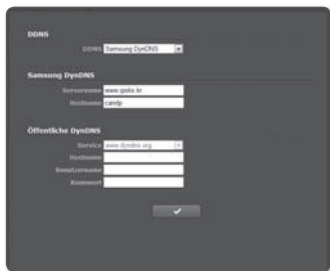 DDNS
DDNS Samsung DynDNS
Samsung DynDNS
Servername www.ipolis.kr
Hostname candp
Öffentliche DynDNS
Service www.dyndns.org
Hostname
Benutzername
Kennwort